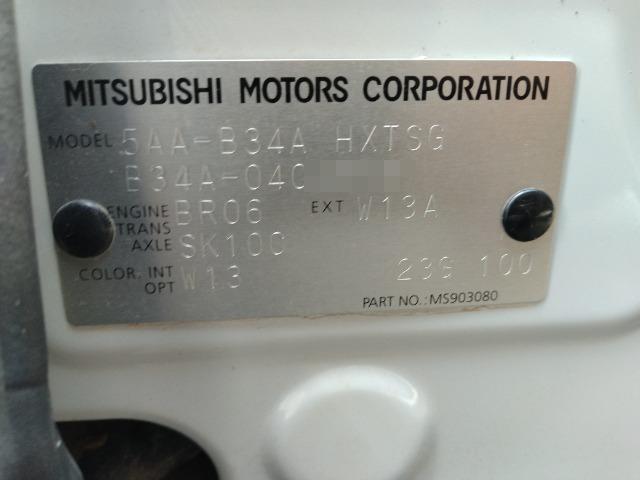 MITSUBISHI MOTORS CORPORATION
MODEL 5AA-B34A HXTSG
B34A-040
ENGINE BR06 EXT W13A
TRANS
AXLE SK10C
COLOR, INT W13 239 100
OPT
PART NO.: MS903080